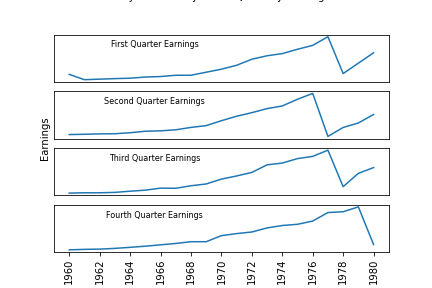 First Quarter Earnings
Second Quarter Earnings
Third Quarter Earnings
Fourth Quarter Earnings
Earnings
1960 1962 1964 1966 1968 1970 1972 1974 1976 1978 1980